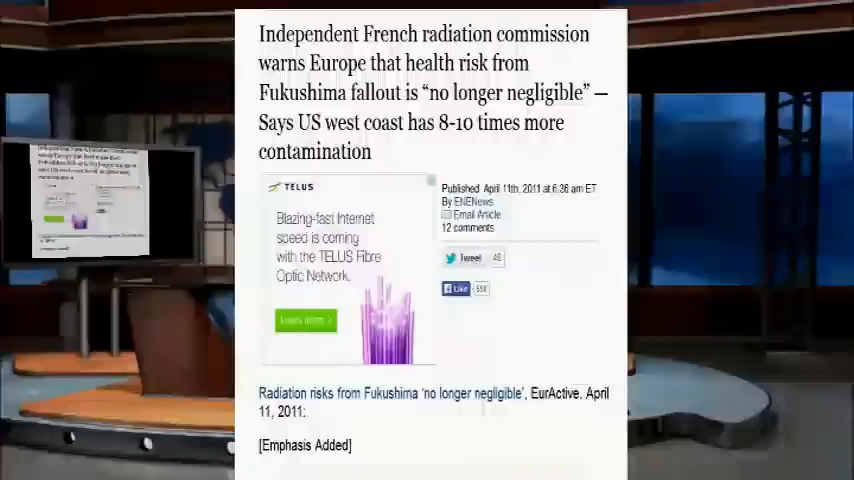 Independent French radiation commission
warns Europe that health risk from
Fukushima fallout is “no longer negligible” —
Says US west coast has 8-10 times more
contamination
TELUS
Blazing-fast Internet
speed is coming
with the TELUS Fibre
Optic Network.
Learn more >
Published April 11th, 2011 at 6:36 am ET
By ENENews
Email Article
12 comments
Tweet
Like
Radiation risks from Fukushima ‘no longer negligible’, EurActive, April
11, 2011:
[Emphasis Added]